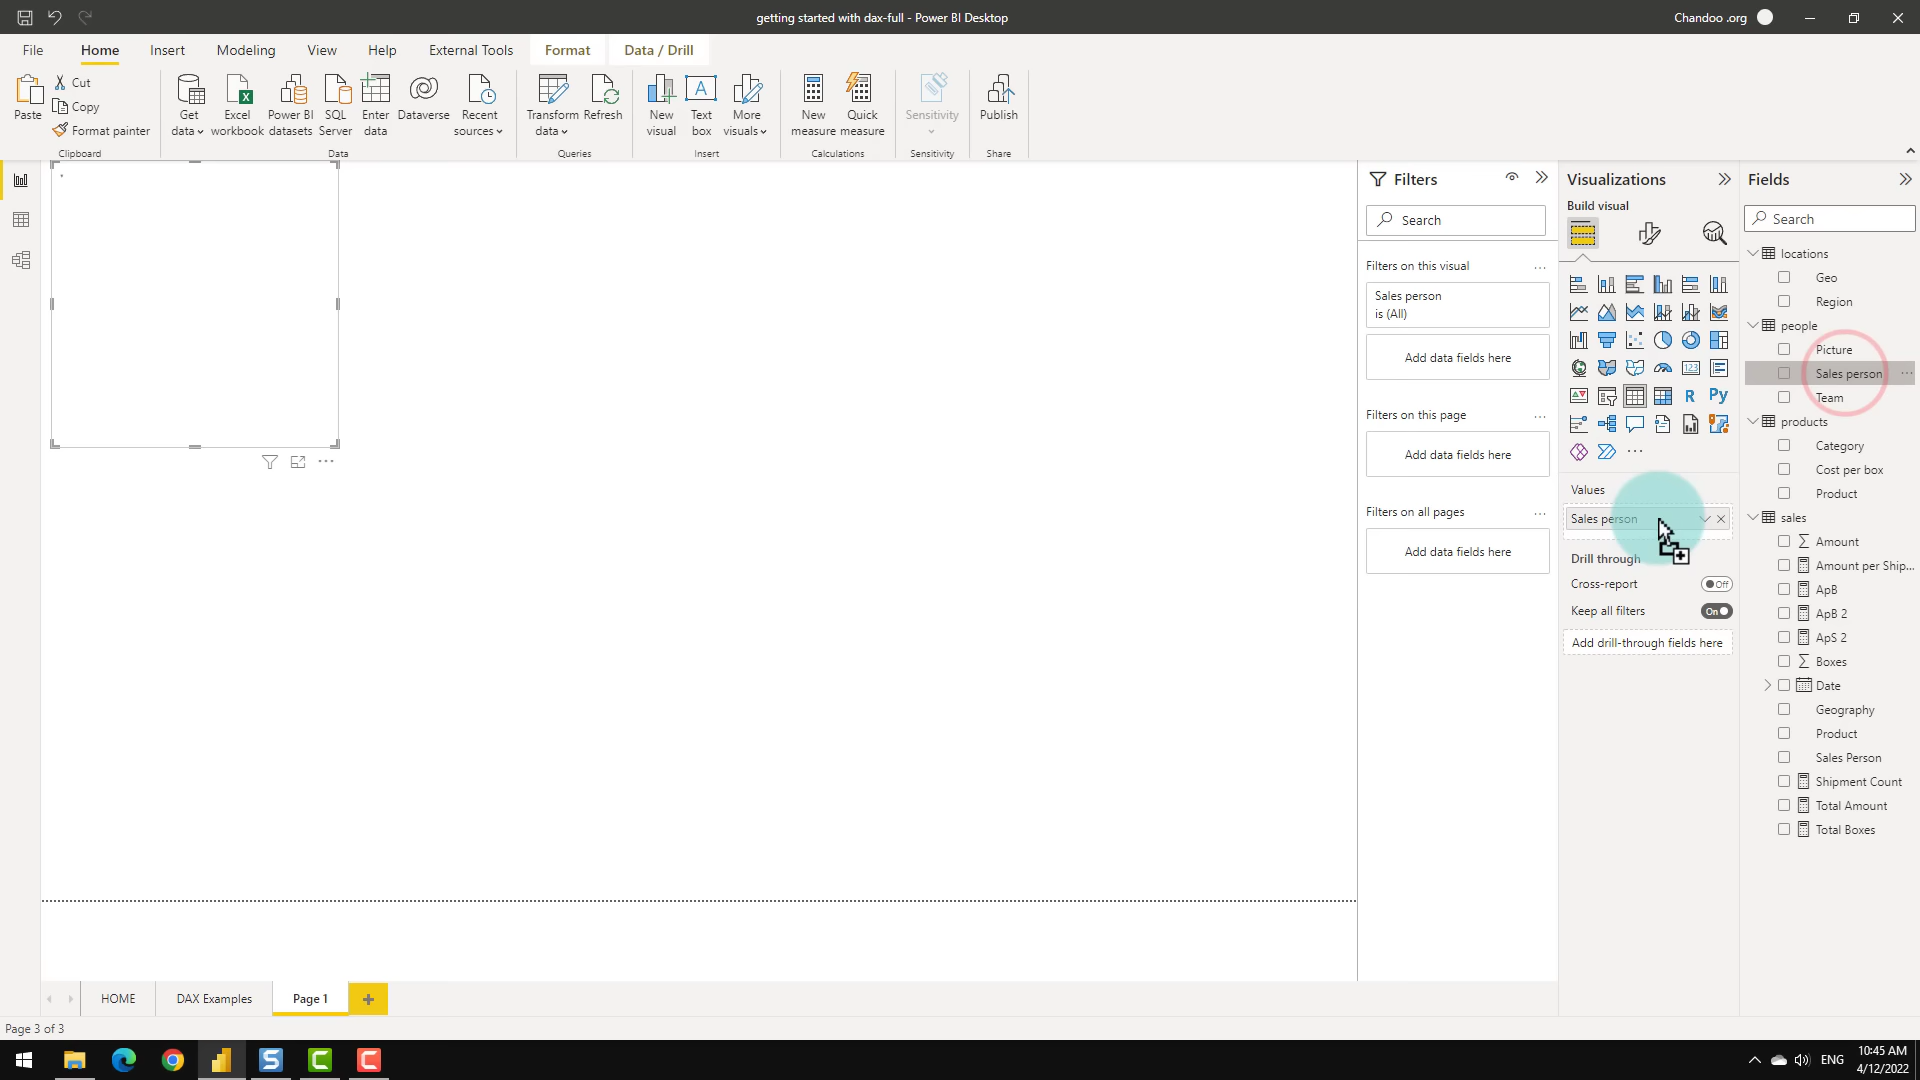 getting started with dax-full - Power BI Desktop
Chandoo .org
File
Home
Insert
Modeling
View
Help
External Tools
Format
Data / Drill
Paste
Cut
Copy
Format painter
Clipboard
Get data
Excel workbook
Power BI datasets
SQL Server
Enter data
Dataverse
Recent sources
Data
Transform data
Refresh
Queries
New visual
A
Text box
More visuals
Insert
New measure
Quick measure
Calculations
Sensitivity
Sensitivity
Publish
Share
Filters
Search
Filters on this visual
...
Sales person
is (All)
Add data fields here
Filters on this page
...
Add data fields here
Filters on all pages
...
Add data fields here
Visualizations
Build visual
123
R
Py
...
Values
Sales person
Drill through
Cross-report
Off
Keep all filters
On
Add drill-through fields here
Fields
Search
locations
Geo
Region
people
Picture
Sales person
...
Team
products
Category
Cost per box
Product
sales
Σ Amount
Amount per Ship...
ApB
ApB 2
ApS 2
Σ Boxes
Date
Geography
Product
Sales Person
Shipment Count
Total Amount
Total Boxes
HOME
DAX Examples
Page 1
+
Page 3 of 3
S
C
C
ENG
10:45 AM
4/12/2022